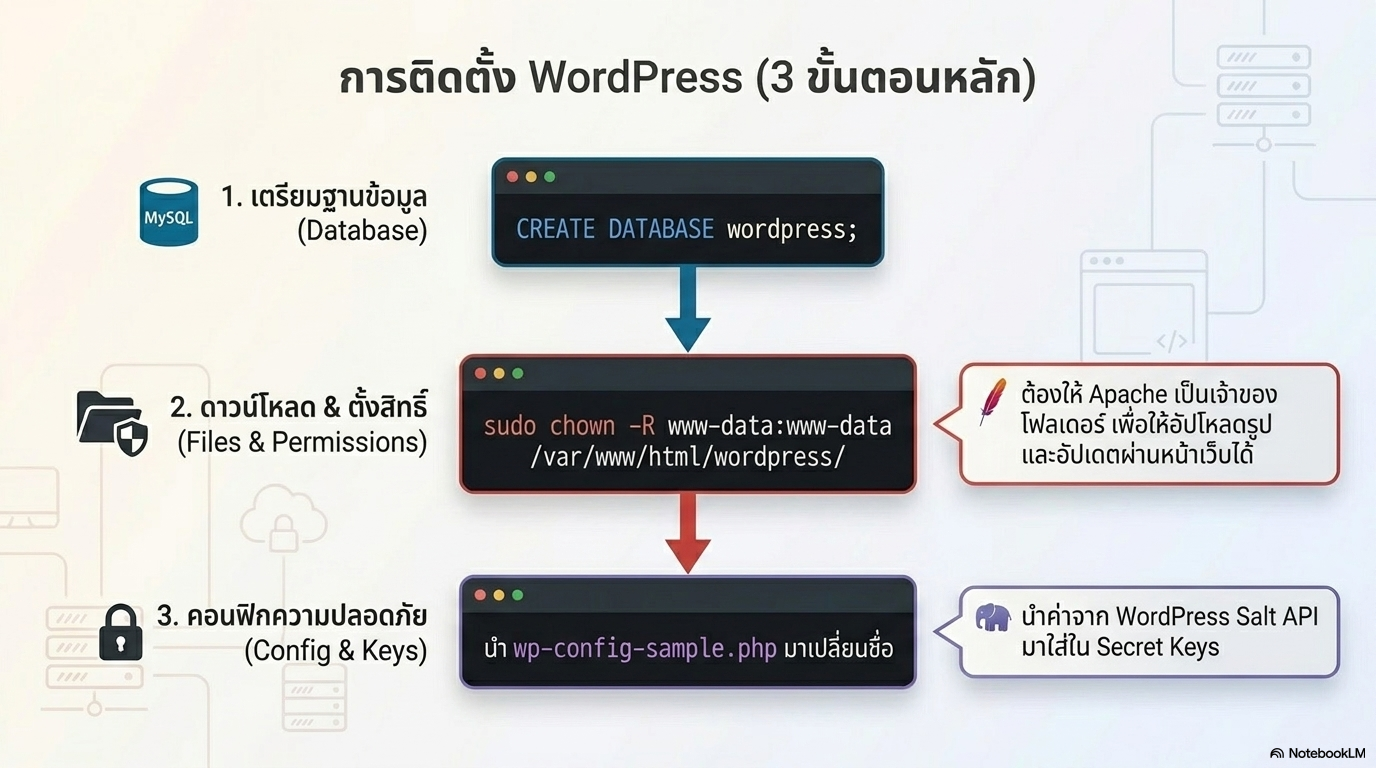 การติดตั้ง WordPress (3 ขั้นตอนหลัก)
MySQL
1. เตรียมฐานข้อมูล
(Database)
CREATE DATABASE wordpress;
2. ดาวน์โหลด & ตั้งสิทธิ์
(Files & Permissions)
sudo chown -R www-data:www-data
/var/www/html/wordpress/
ต้องให้ Apache เป็นเจ้าของ
โฟลเดอร์ เพื่อให้อัปโหลดรูป
และอัปเดตผ่านหน้าเว็บได้
3. คอนฟิกความปลอดภัย
(Config & Keys)
นำ wp-config-sample.php มาเปลี่ยนชื่อ
นำค่าจาก WordPress Salt API
มาใส่ใน Secret Keys
</> 
NotebookLM